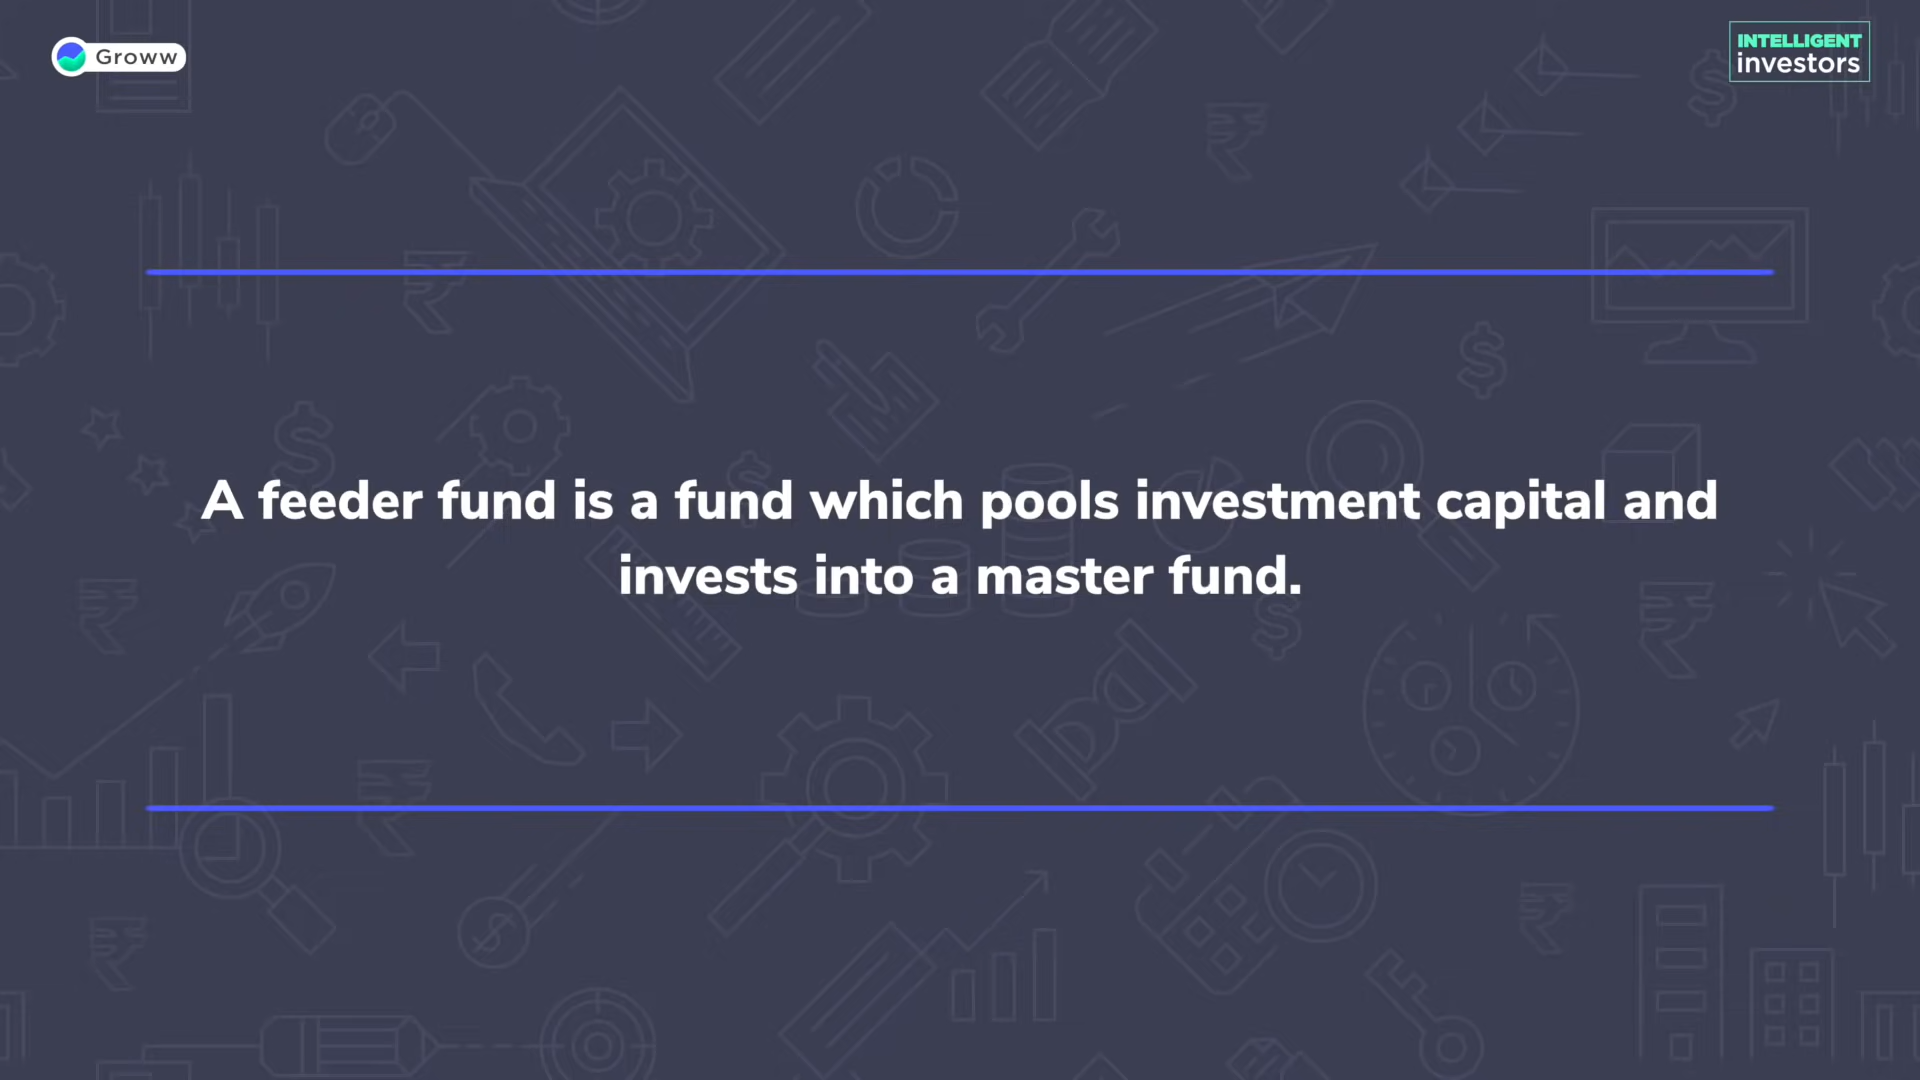 Groww
INTELLIGENT
investors
A feeder fund is a fund which pools investment capital and
invests into a master fund.